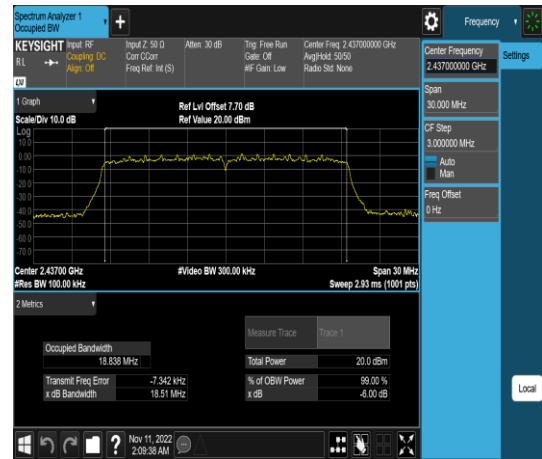 Spectrum Analyzer 1
Occupied BW
Frequency
KEYSIGHT
RL
Input: RF
Coupling: DC
Align: Off
Input Z: 50 Ω
Corr CCorr
Freq Ref: Int (S)
Atten: 30 dB
Trig: Free Run
Gate: Off
#IF Gain: Low
Center Freq: 2.437000000 GHz
Avg|Hold: 50/50
Radio Std: None
Center Frequency
2.437000000 GHz
Settings
Span
30.000 MHz
CF Step
3.000000 MHz
Auto
Man
Freq Offset
0 Hz
Local
1 Graph
Scale/Div 10.0 dB
Ref Lvl Offset 7.70 dB
Ref Value 20.00 dBm
Log
10.0
0.00
-10.0
-20.0
-30.0
-40.0
-50.0
-60.0
-70.0
Center 2.43700 GHz
#Res BW 100.00 kHz
#Video BW 300.00 kHz
Span 30 MHz
Sweep 2.93 ms (1001 pts)
2 Metrics
Measure Trace
Trace 1
Occupied Bandwidth
18.838 MHz
Total Power
20.0 dBm
Transmit Freq Error
-7.342 kHz
% of OBW Power
99.00 %
x dB Bandwidth
18.51 MHz
x dB
-6.00 dB
Nov 11, 2022
2:09:38 AM